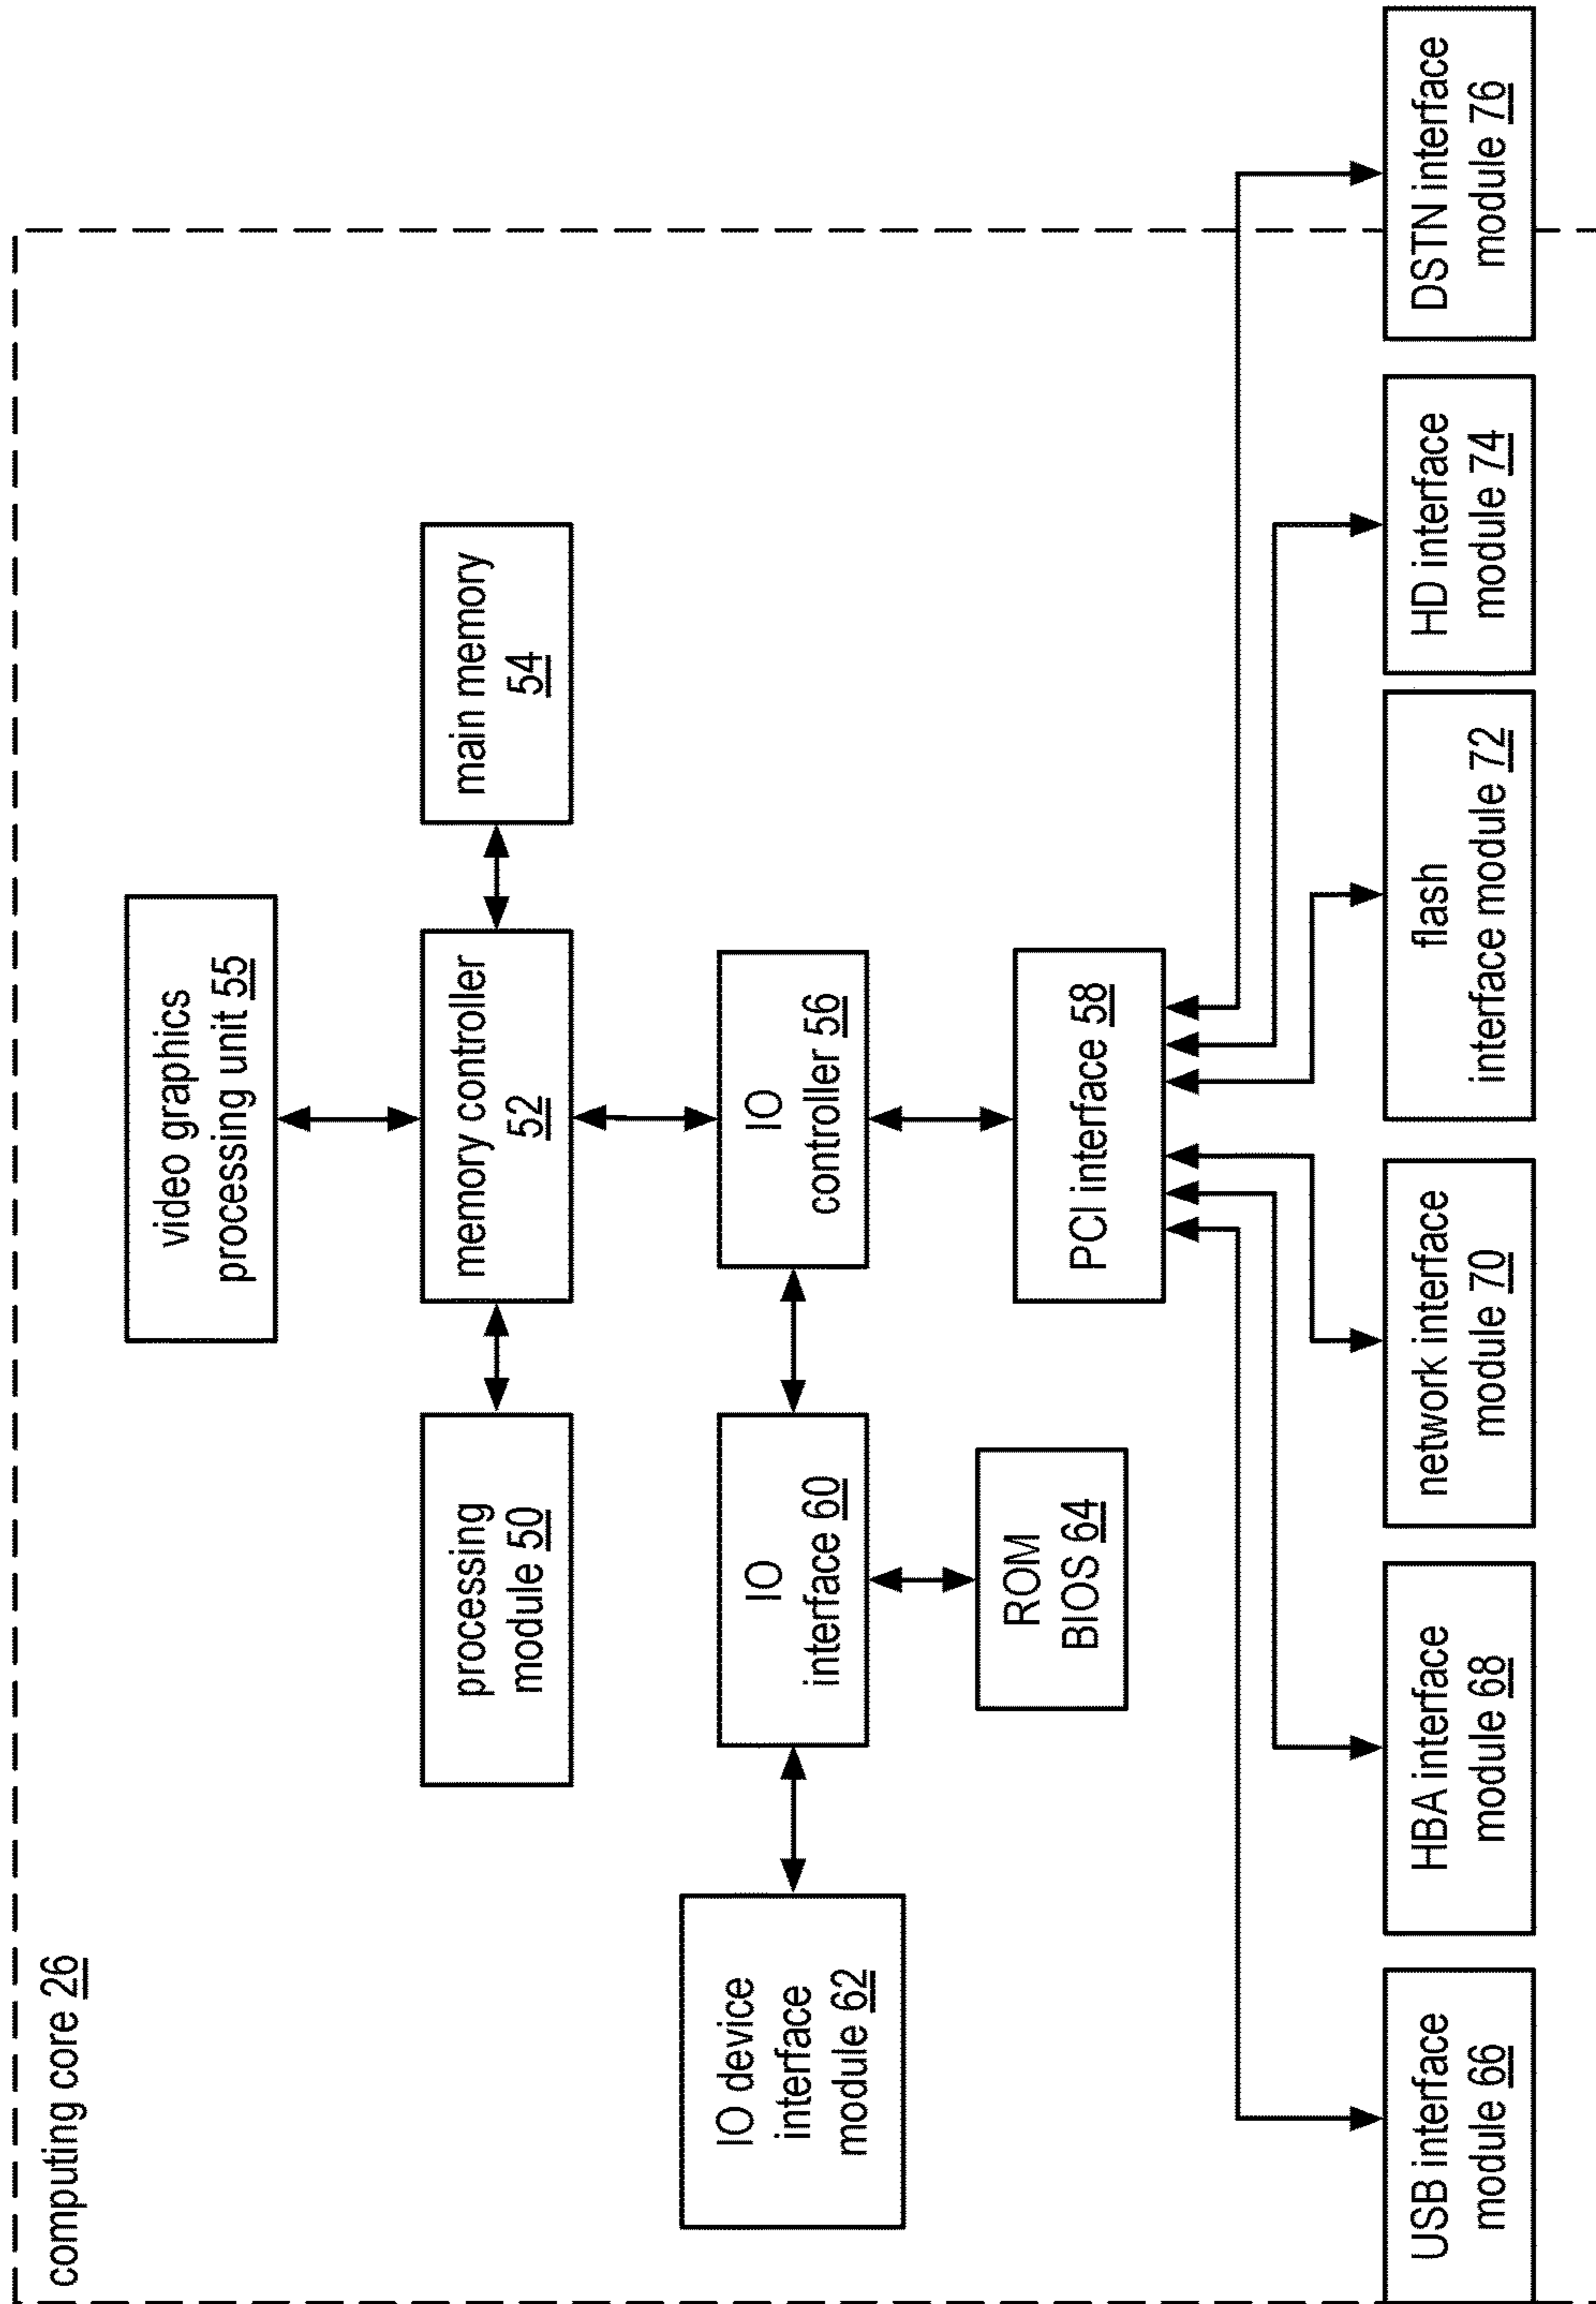 computing core 26
video graphics
processing unit 55
processing
module 50
memory controller
52
main memory
54
IO device
interface
module 62
IO
interface 60
IO
controller 56
ROM
BIOS 64
PCI interface 58
USB interface
module 66
HBA interface
module 68
network interface
module 70
flash
interface module 72
HD interface
module 74
DSTN interface
module 76